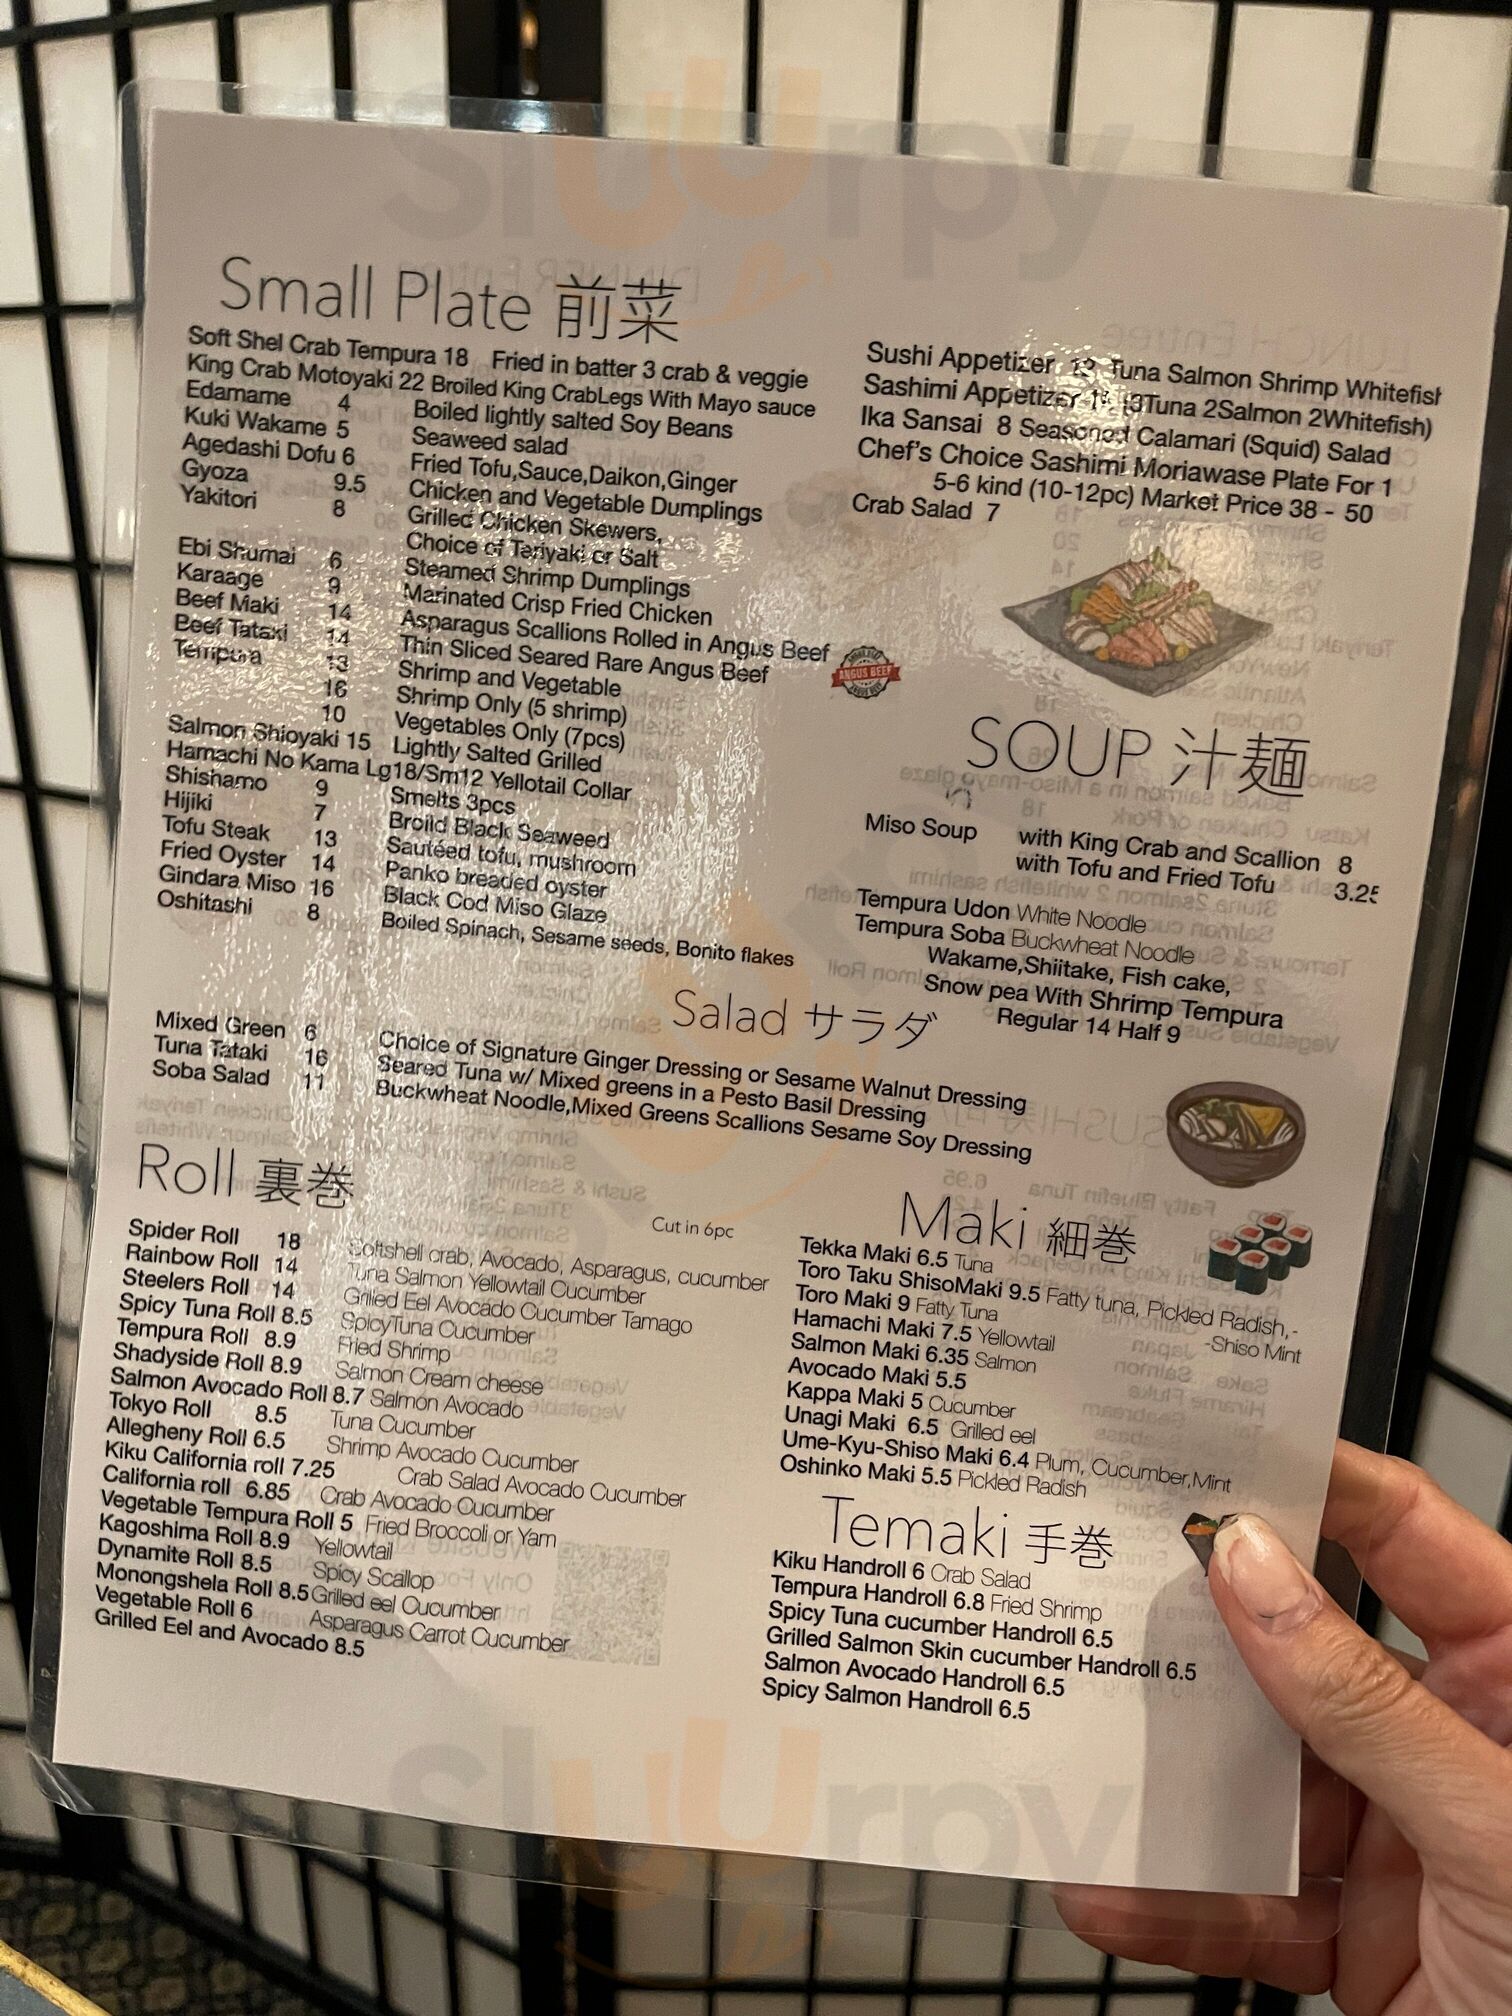 Small Plate 前菜
Soft Shel Crab Tempura 18 Fried in batter 3 crab & veggie
King Crab Motoyaki 22 Broiled King CrabLegs With Mayo sauce
Edamame 4 Boiled lightly salted Soy Beans
Kuki Wakame 5 Seaweed salad
Agedashi Dofu 6 Fried Tofu,Sauce,Daikon,Ginger
Gyoza 9.5 Chicken and Vegetable Dumplings
Yakitori 8 Grilled Chicken Skewers,
Choice of Teriyaki or Salt
Ebi Shumai 6 Steamed Shrimp Dumplings
Karaage 9 Marinated Crisp Fried Chicken
Beef Maki 14 Asparagus Scallions Rolled in Angus Beef
Beef Tataki 14 Thin Sliced Seared Rare Angus Beef
Tempura 13 Shrimp and Vegetable
16 Shrimp Only (5 shrimp)
10 Vegetables Only (7pcs)
Salmon Shioyaki 15 Lightly Salted Grilled
Hamachi No Kama Lg18/Sm12 Yellotail Collar
Shishamo 9 Smelts 3pcs
Hijiki 7 Broild Black Seaweed
Tofu Steak 13 Sautéed tofu, mushroom
Fried Oyster 14 Panko breaded oyster
Gindara Miso 16 Black Cod Miso Glaze
Oshitashi 8 Boiled Spinach, Sesame seeds, Bonito flakes
ANGUS BEEF
Sushi Appetizer Tuna Salmon Shrimp Whitefish
Sashimi Appetizer (3Tuna 2Salmon 2Whitefish)
Ika Sansai 8 Seasoned Calamari (Squid) Salad
Chef's Choice Sashimi Moriawase Plate For 1
5-6 kind (10-12pc) Market Price 38 - 50
Crab Salad 7
SOUP 汁麺
Miso Soup with King Crab and Scallion 8
with Tofu and Fried Tofu 3.25
Tempura Udon White Noodle
Tempura Soba Buckwheat Noodle
Wakame,Shiitake, Fish cake,
Snow pea With Shrimp Tempura
Regular 14 Half 9
Salad サラダ
Mixed Green 6 Choice of Signature Ginger Dressing or Sesame Walnut Dressing
Tuna Tataki 16 Seared Tuna w/ Mixed greens in a Pesto Basil Dressing
Soba Salad 11 Buckwheat Noodle,Mixed Greens Scallions Sesame Soy Dressing
Roll 裏巻
Cut in 6pc
Spider Roll 18 Softshell crab, Avocado, Asparagus, cucumber
Rainbow Roll 14 Tuna Salmon Yellowtail Cucumber
Steelers Roll 14 Grilled Eel Avocado Cucumber Tamago
Spicy Tuna Roll 8.5 SpicyTuna Cucumber
Tempura Roll 8.9 Fried Shrimp
Shadyside Roll 8.9 Salmon Cream cheese
Salmon Avocado Roll 8.7 Salmon Avocado
Tokyo Roll 8.5 Tuna Cucumber
Allegheny Roll 6.5 Shrimp Avocado Cucumber
Kiku California roll 7.25 Crab Salad Avocado Cucumber
California roll 6.85 Crab Avocado Cucumber
Vegetable Tempura Roll 5 Fried Broccoli or Yam
Kagoshima Roll 8.9 Yellowtail
Dynamite Roll 8.5 Spicy Scallop
Monongshela Roll 8.5 Grilled eel Cucumber
Vegetable Roll 6 Asparagus Carrot Cucumber
Grilled Eel and Avocado 8.5
Maki 細巻
Tekka Maki 6.5 Tuna
Toro Taku ShisoMaki 9.5 Fatty tuna, Pickled Radish,-
-Shiso Mint
Toro Maki 9 Fatty Tuna
Hamachi Maki 7.5 Yellowtail
Salmon Maki 6.35 Salmon
Avocado Maki 5.5
Kappa Maki 5 Cucumber
Unagi Maki 6.5 Grilled eel
Ume-Kyu-Shiso Maki 6.4 Plum, Cucumber,Mint
Oshinko Maki 5.5 Pickled Radish
Temaki 手巻
Kiku Handroll 6 Crab Salad
Tempura Handroll 6.8 Fried Shrimp
Spicy Tuna cucumber Handroll 6.5
Grilled Salmon Skin cucumber Handroll 6.5
Salmon Avocado Handroll 6.5
Spicy Salmon Handroll 6.5
sluurpy
sluurpy